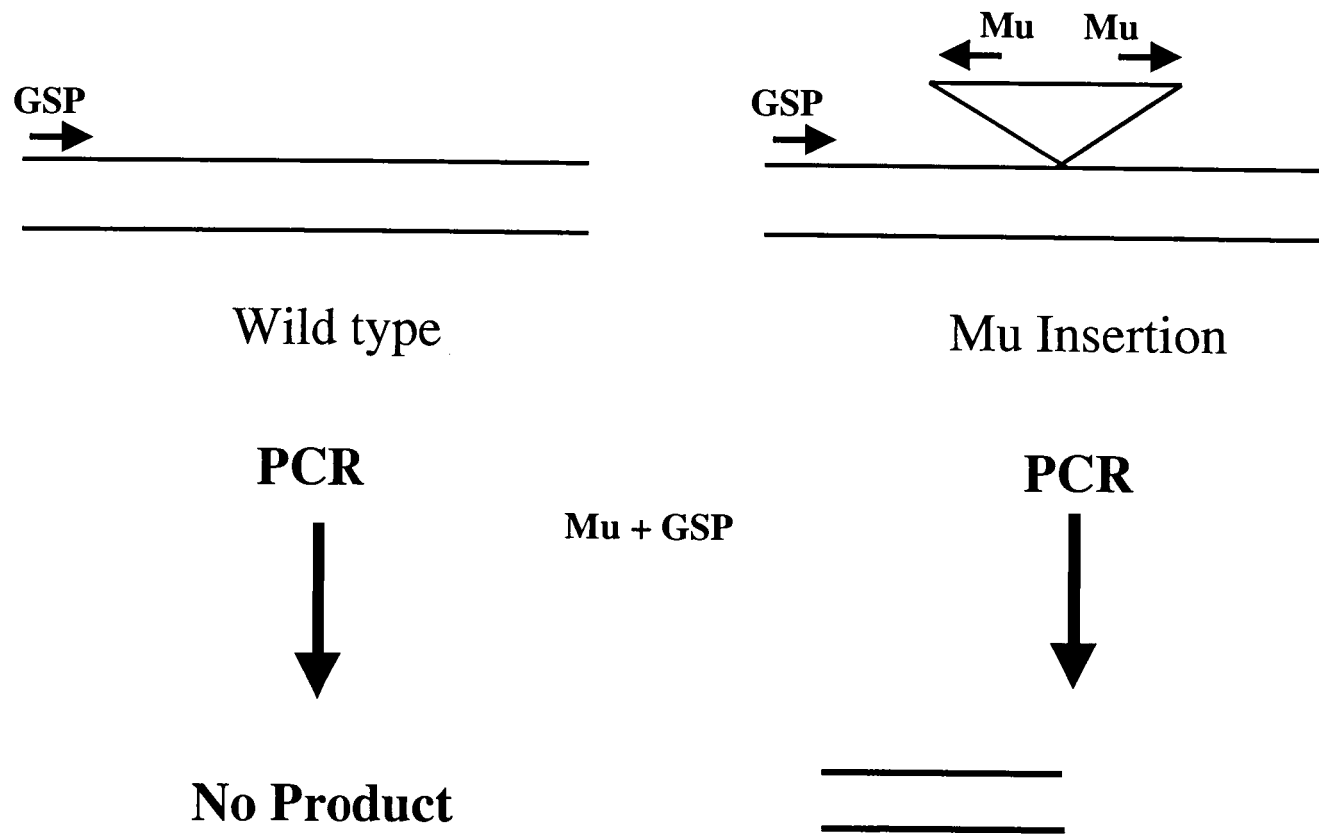 Mu Mu
GSP
GSP
Wild type
Mu Insertion
PCR
PCR
Mu + GSP
No Product